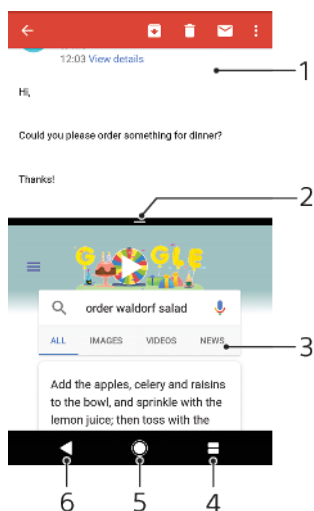 12:03 View details
1
Hi,
Could you please order something for dinner?
Thanks!
2
GOOGLE
order waldorf salad
ALL IMAGES VIDEOS NEWS
3
Add the apples, celery and raisins
to the bowl, and sprinkle with the
lemon juice; then toss with the
6 5 4